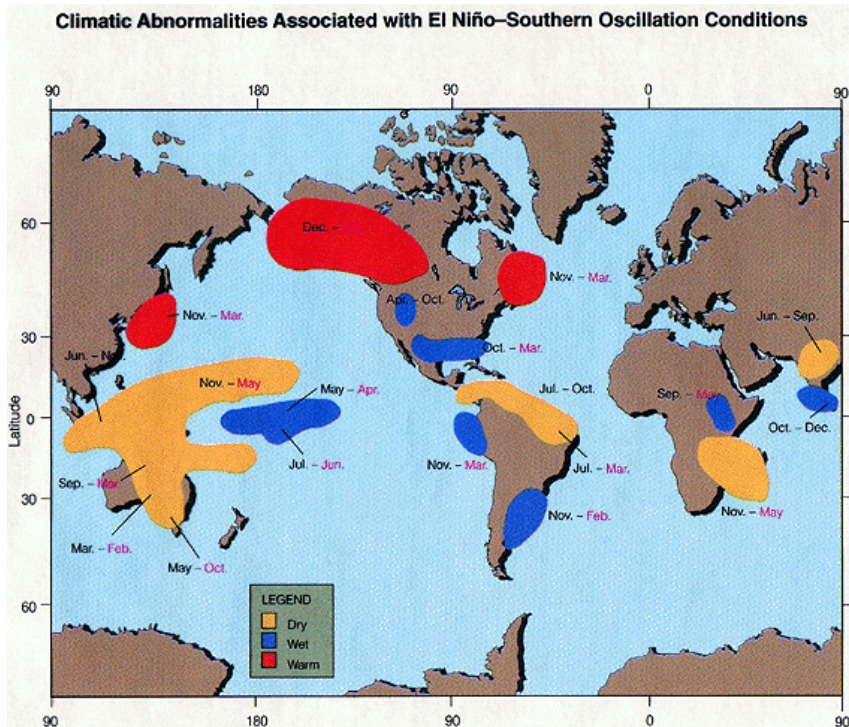 Climatic Abnormalities Associated with El Niño–Southern Oscillation Conditions
90 180 90 0 90
60
30
0
30
60
Latitude
Dec. –
Nov. – Mar.
Apr. – Oct.
Nov. – Mar.
Oct. – Mar.
Jun. – Sep.
Jun. –
Nov. – May
May – Apr.
Jul. – Oct.
Sep. – May
Oct. – Dec.
Jul. – Jun.
Nov. – Mar.
Jul. – Mar.
Sep. – Mar.
Nov. – Feb.
Nov. – May
Mar. – Feb.
May – Oct.
LEGEND
Dry
Wet
Warm
90 180 90 0 90